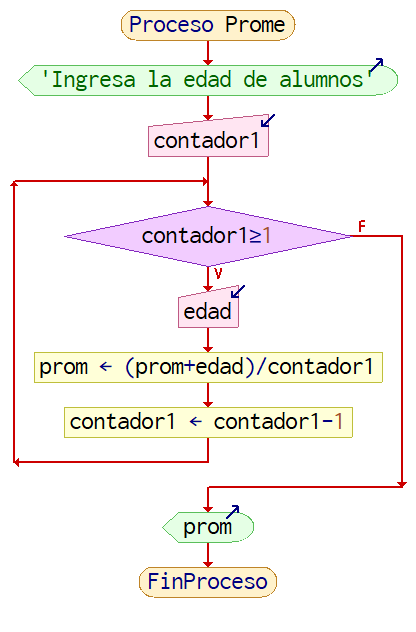 Proceso Prome
'Ingresa la edad de alumnos'
contador1
contador1≥1
F
V
edad
prom ← (prom+edad)/contador1
contador1 ← contador1-1
prom
FinProceso